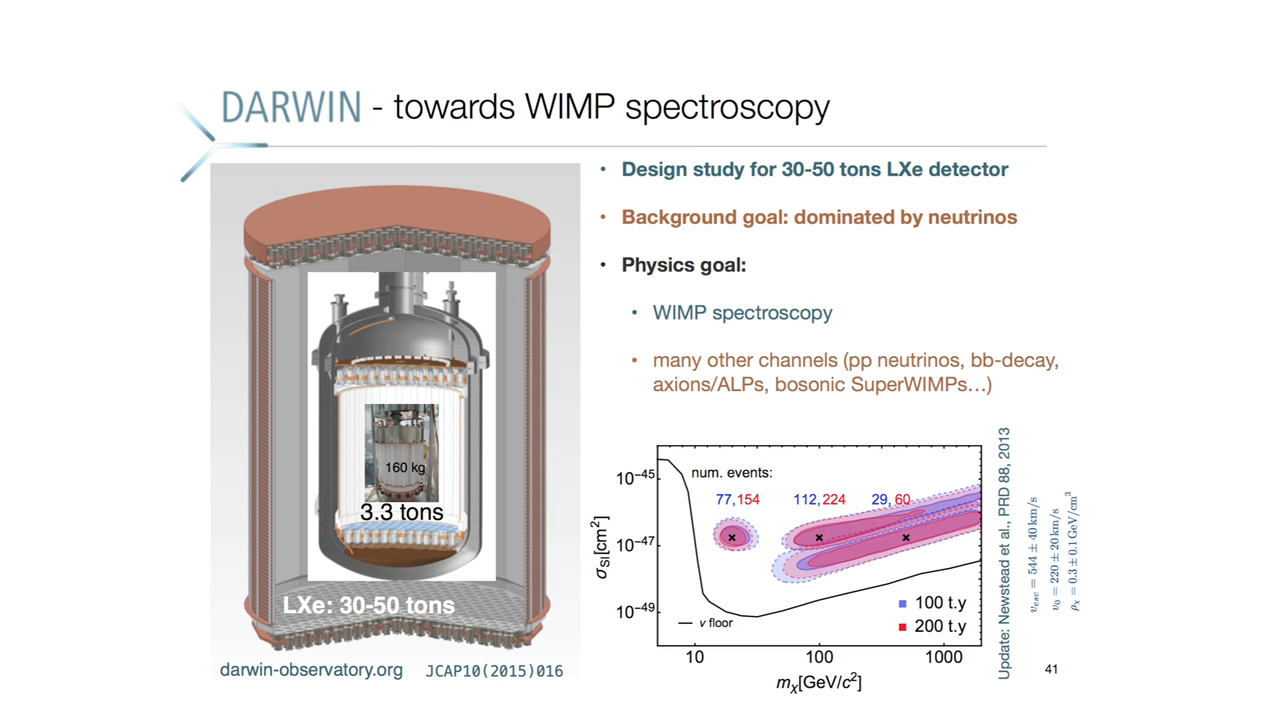 DARWIN - towards WIMP spectroscopy
• Design study for 30-50 tons LXe detector
• Background goal: dominated by neutrinos
• Physics goal:
• WIMP spectroscopy
• many other channels (pp neutrinos, bb-decay,
axions/ALPs, bosonic SuperWIMPs…)
160 kg
3.3 tons
LXe: 30-50 tons
darwin-observatory.org JCAP10(2015)016
num. events:
77,154 112,224 29,60
10−45
10−47
10−49
σSI[cm²]
ν floor
100 t.y
200 t.y
10 100 1000
mχ[GeV/c²]
Update: Newstead et al., PRD 88, 2013
vesc = 544 ± 40 km/s
v0 = 220 ± 20 km/s
ρχ = 0.3 ± 0.1 GeV/cm³
41